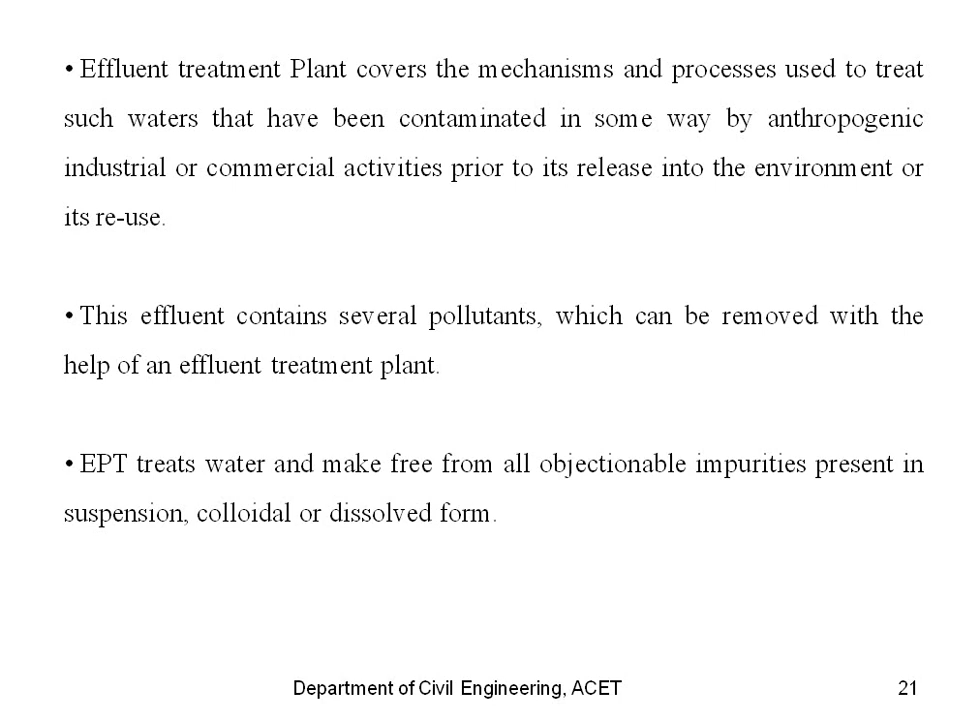 • Effluent treatment Plant covers the mechanisms and processes used to treat
such waters that have been contaminated in some way by anthropogenic
industrial or commercial activities prior to its release into the environment or
its re-use.
• This effluent contains several pollutants, which can be removed with the
help of an effluent treatment plant.
• EPT treats water and make free from all objectionable impurities present in
suspension, colloidal or dissolved form.
Department of Civil Engineering, ACET 21